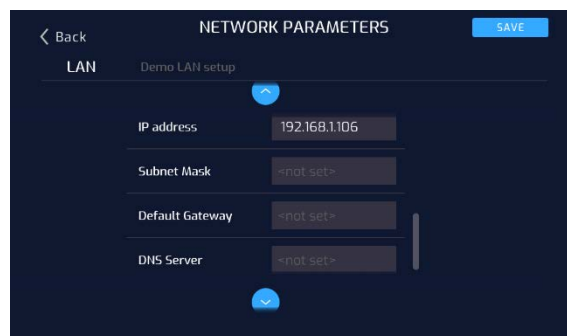 Back
NETWORK PARAMETERS
SAVE
LAN
Demo LAN setup
IP address 192.168.1.106
Subnet Mask <not set>
Default Gateway <not set>
DNS Server <not set>